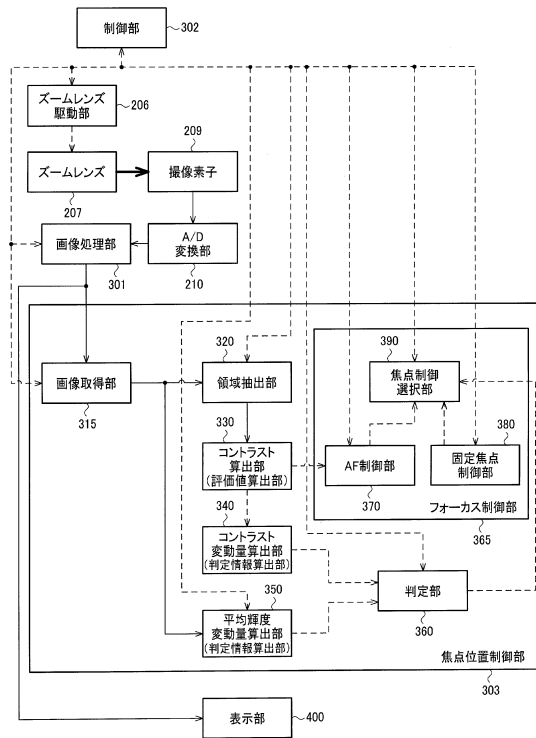 制御部
302
ズームレンズ
駆動部
206
209
ズームレンズ
撮像素子
207
画像処理部
A/D
変換部
301
210
320
390
画像取得部
領域抽出部
焦点制御
選択部
315
330
380
コントラスト
算出部
(評価値算出部)
AF制御部
固定焦点
制御部
340
370
フォーカス制御部
コントラスト
変動量算出部
(判定情報算出部)
365
350
判定部
平均輝度
変動量算出部
(判定情報算出部)
360
焦点位置制御部
303
表示部
400